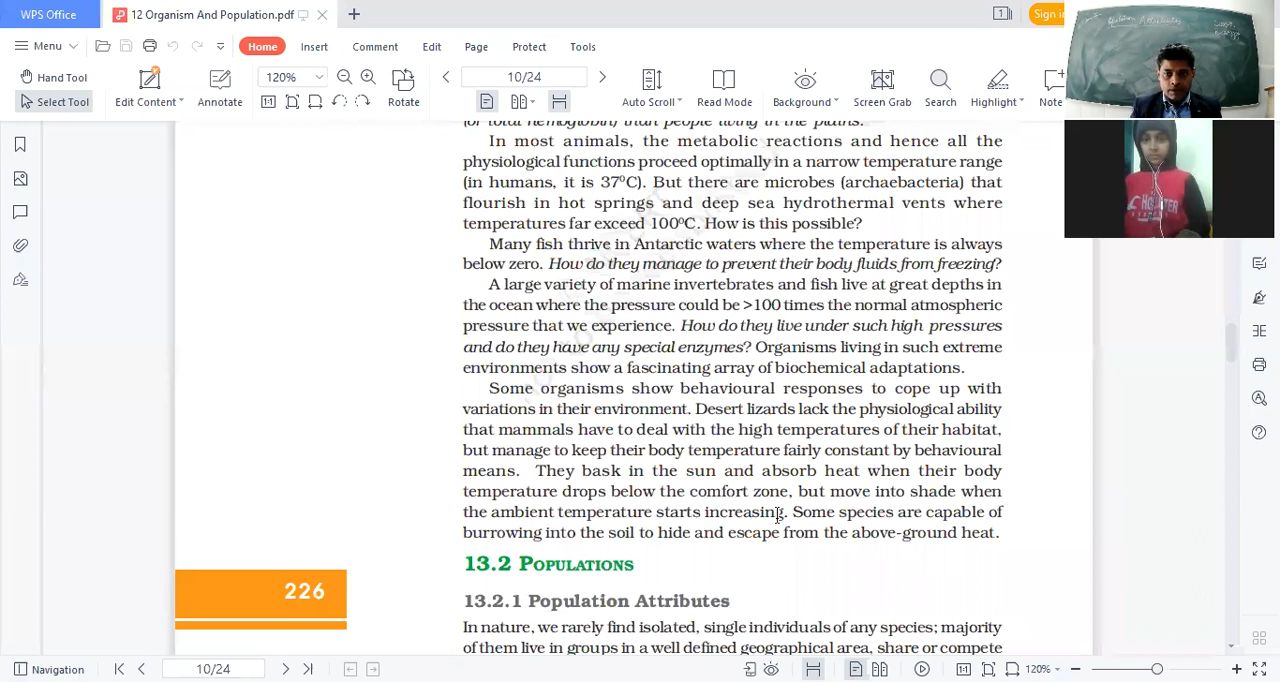 WPS Office
12 Organism And Population.pdf
1
Sign in
Menu
Home
Insert
Comment
Edit
Page
Protect
Tools
Hand Tool
Select Tool
Edit Content
Annotate
120%
Rotate
10/24
Auto Scroll
Read Mode
Background
Screen Grab
Search
Highlight
Note
(or total hemoglobin) than people living in the plains.
In most animals, the metabolic reactions and hence all the
physiological functions proceed optimally in a narrow temperature range
(in humans, it is 37⁰C). But there are microbes (archaebacteria) that
flourish in hot springs and deep sea hydrothermal vents where
temperatures far exceed 100⁰C. How is this possible?
Many fish thrive in Antarctic waters where the temperature is always
below zero. How do they manage to prevent their body fluids from freezing?
A large variety of marine invertebrates and fish live at great depths in
the ocean where the pressure could be >100 times the normal atmospheric
pressure that we experience. How do they live under such high pressures
and do they have any special enzymes? Organisms living in such extreme
environments show a fascinating array of biochemical adaptations.
Some organisms show behavioural responses to cope up with
variations in their environment. Desert lizards lack the physiological ability
that mammals have to deal with the high temperatures of their habitat,
but manage to keep their body temperature fairly constant by behavioural
means. They bask in the sun and absorb heat when their body
temperature drops below the comfort zone, but move into shade when
the ambient temperature starts increasing. Some species are capable of
burrowing into the soil to hide and escape from the above-ground heat.
13.2 POPULATIONS
226
13.2.1 Population Attributes
In nature, we rarely find isolated, single individuals of any species; majority
of them live in groups in a well defined geographical area, share or compete
Navigation
10/24
120%